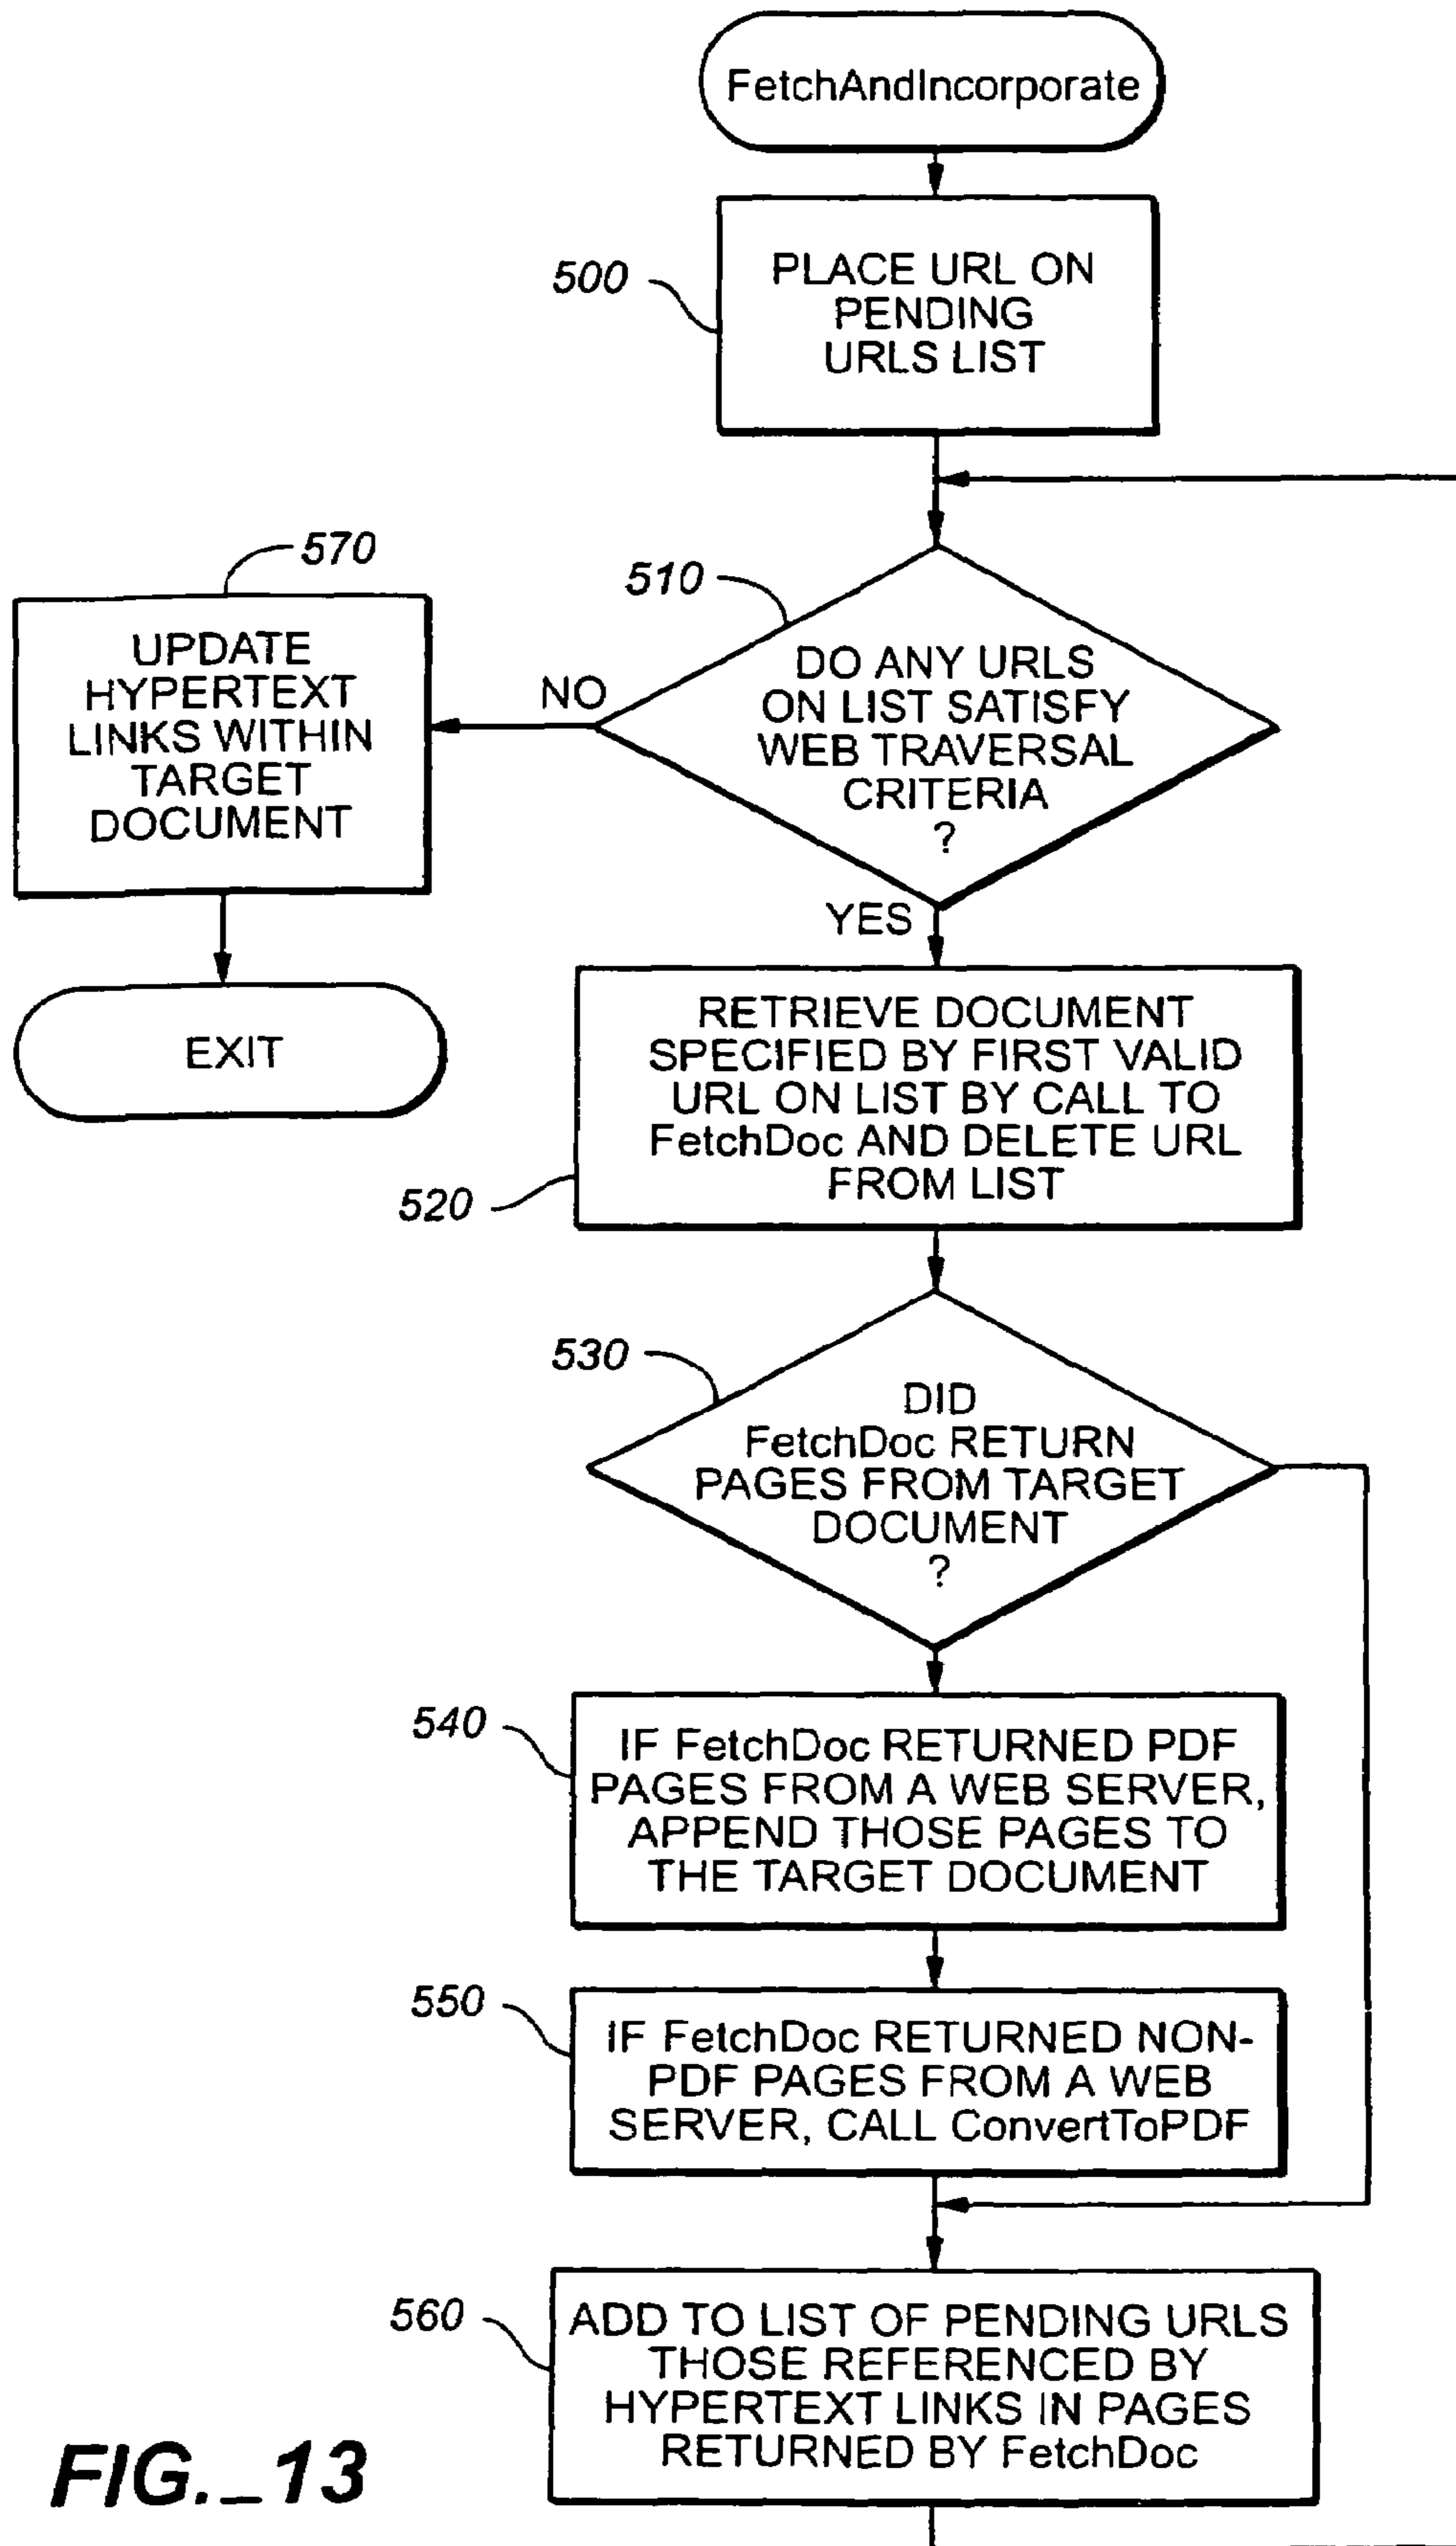 FetchAndIncorporate
500
PLACE URL ON
PENDING
URLS LIST
570
510
UPDATE
HYPERTEXT
LINKS WITHIN
TARGET
DOCUMENT
NO
DO ANY URLS
ON LIST SATISFY
WEB TRAVERSAL
CRITERIA
?
YES
EXIT
RETRIEVE DOCUMENT
SPECIFIED BY FIRST VALID
URL ON LIST BY CALL TO
FetchDoc AND DELETE URL
FROM LIST
520
530
DID
FetchDoc RETURN
PAGES FROM TARGET
DOCUMENT
?
540
IF FetchDoc RETURNED PDF
PAGES FROM A WEB SERVER,
APPEND THOSE PAGES TO
THE TARGET DOCUMENT
550
IF FetchDoc RETURNED NON-
PDF PAGES FROM A WEB
SERVER, CALL ConvertToPDF
560
ADD TO LIST OF PENDING URLS
THOSE REFERENCED BY
HYPERTEXT LINKS IN PAGES
RETURNED BY FetchDoc
FIG._13